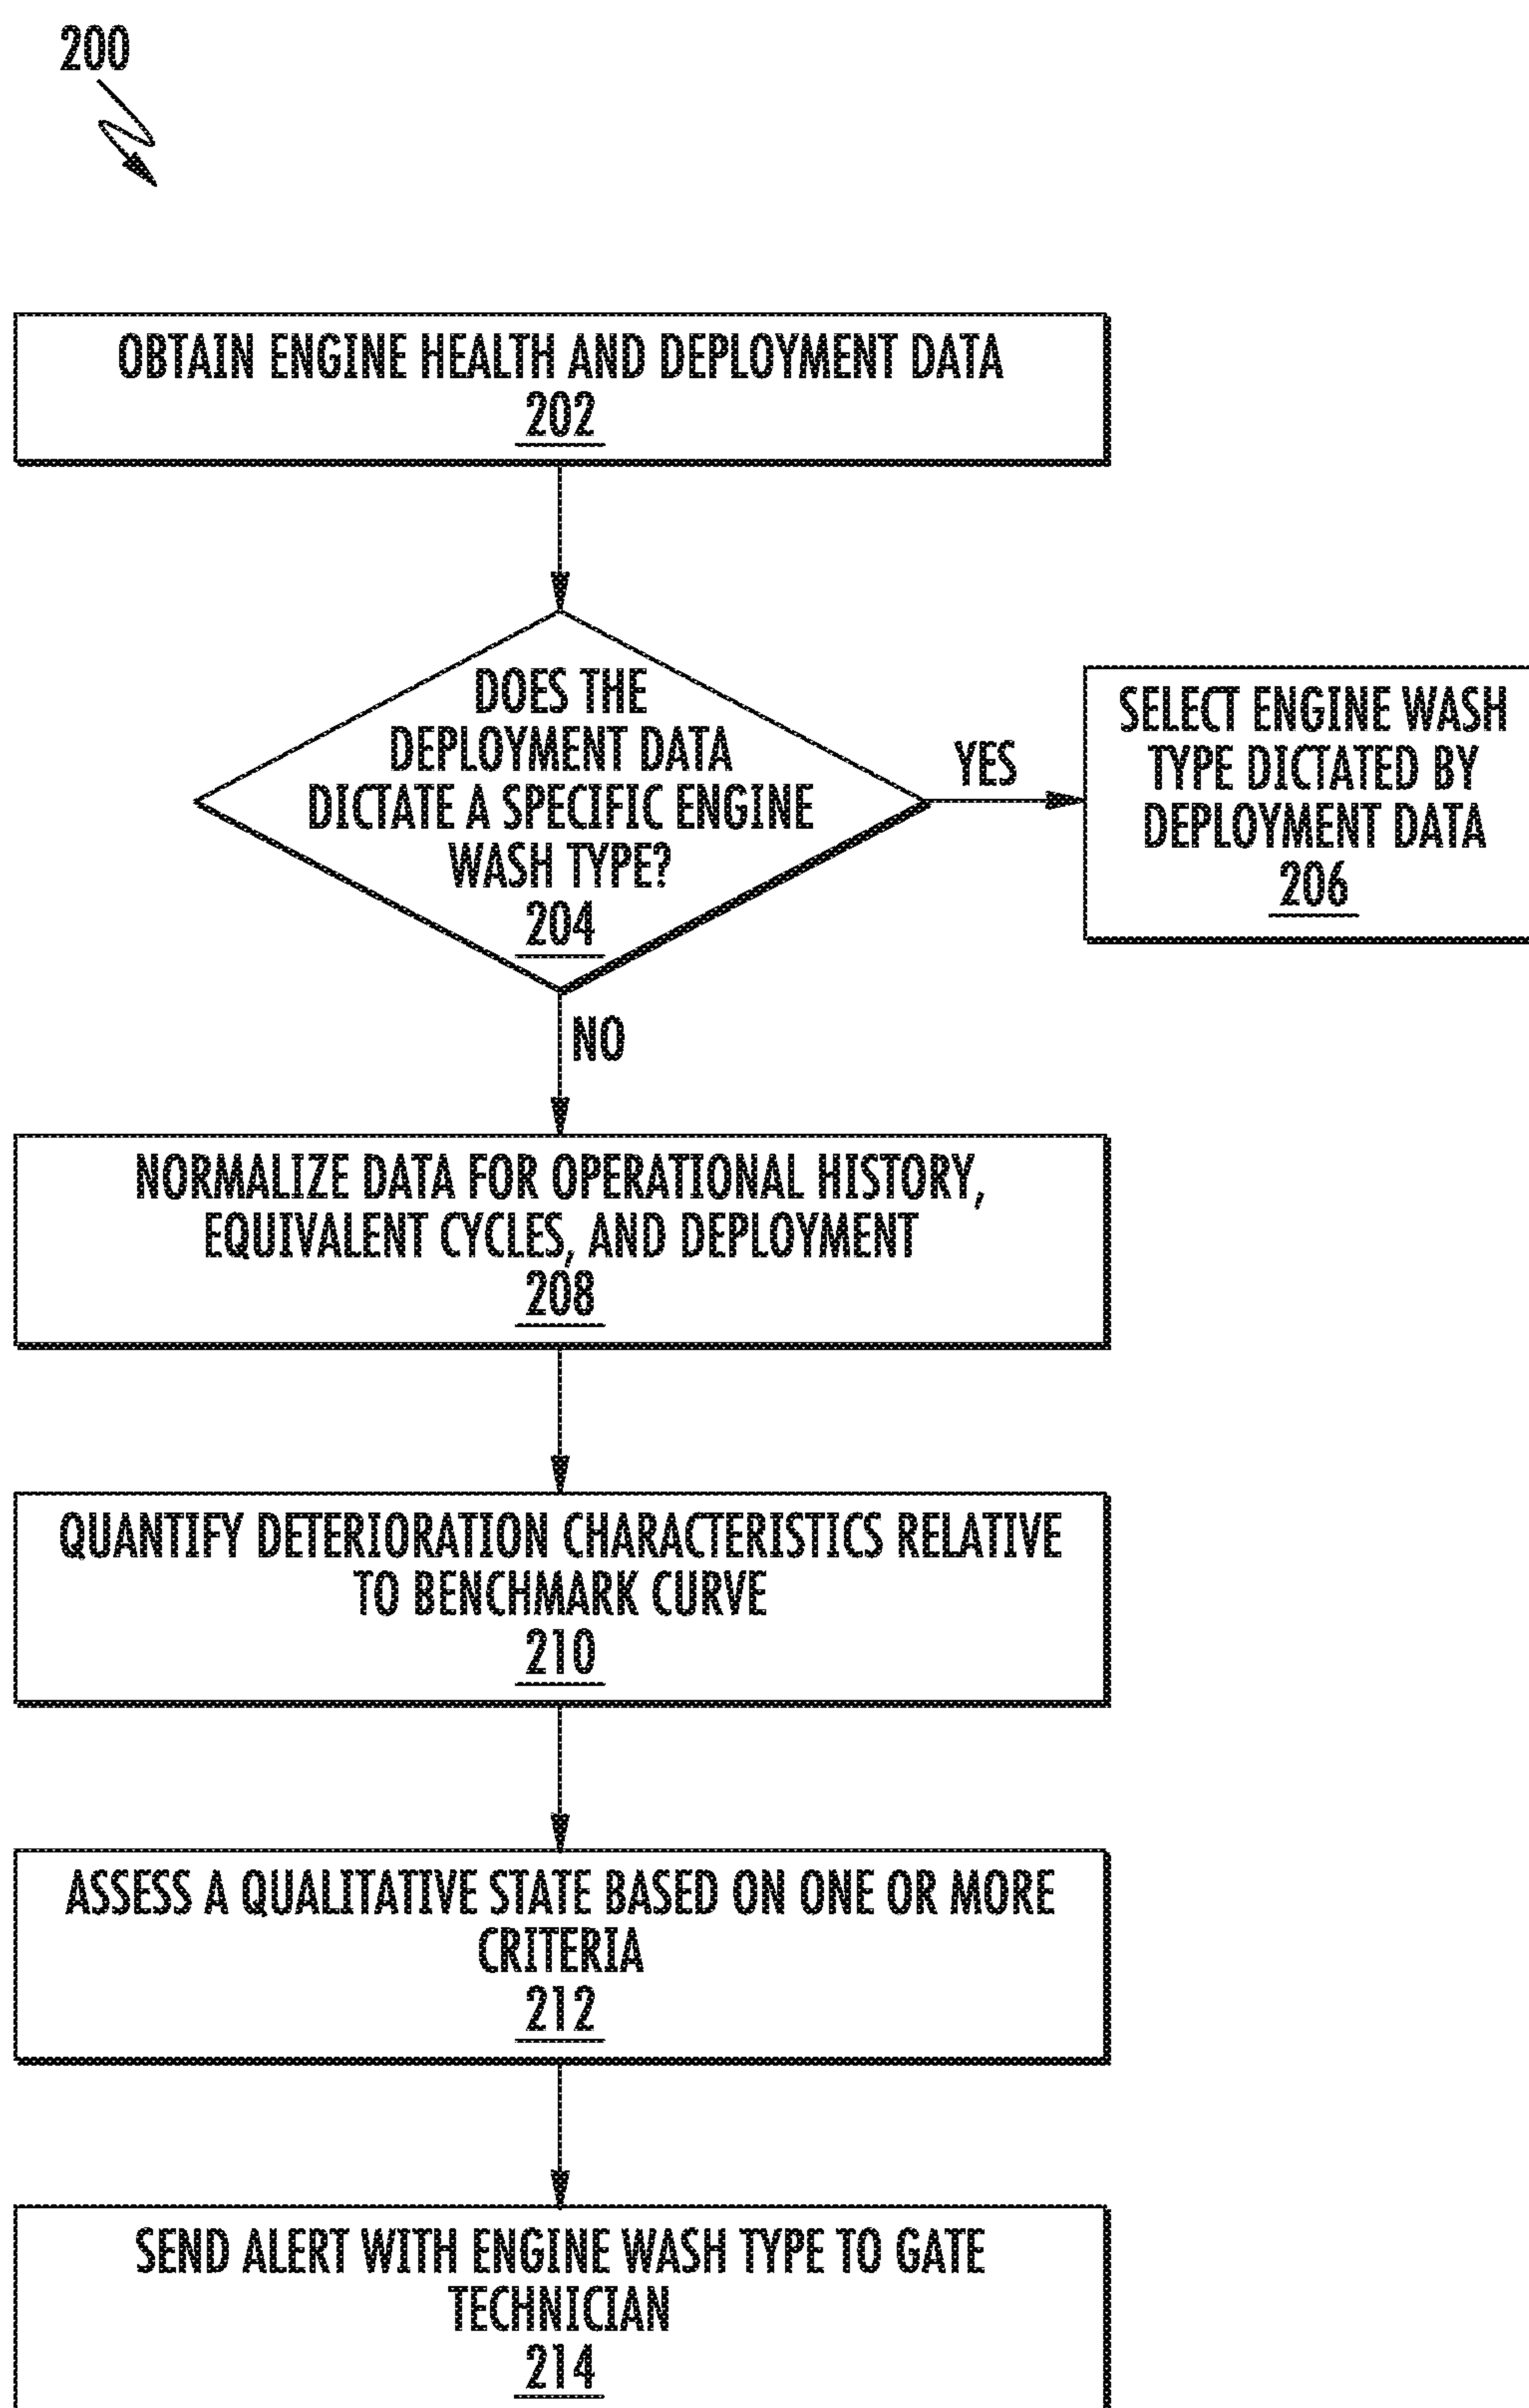 200
OBTAIN ENGINE HEALTH AND DEPLOYMENT DATA
202
DOES THE
DEPLOYMENT DATA
DICTATE A SPECIFIC ENGINE
WASH TYPE?
204
YES
SELECT ENGINE WASH
TYPE DICTATED BY
DEPLOYMENT DATA
206
NO
NORMALIZE DATA FOR OPERATIONAL HISTORY,
EQUIVALENT CYCLES, AND DEPLOYMENT
208
QUANTIFY DETERIORATION CHARACTERISTICS RELATIVE
TO BENCHMARK CURVE
210
ASSESS A QUALITATIVE STATE BASED ON ONE OR MORE
CRITERIA
212
SEND ALERT WITH ENGINE WASH TYPE TO GATE
TECHNICIAN
214